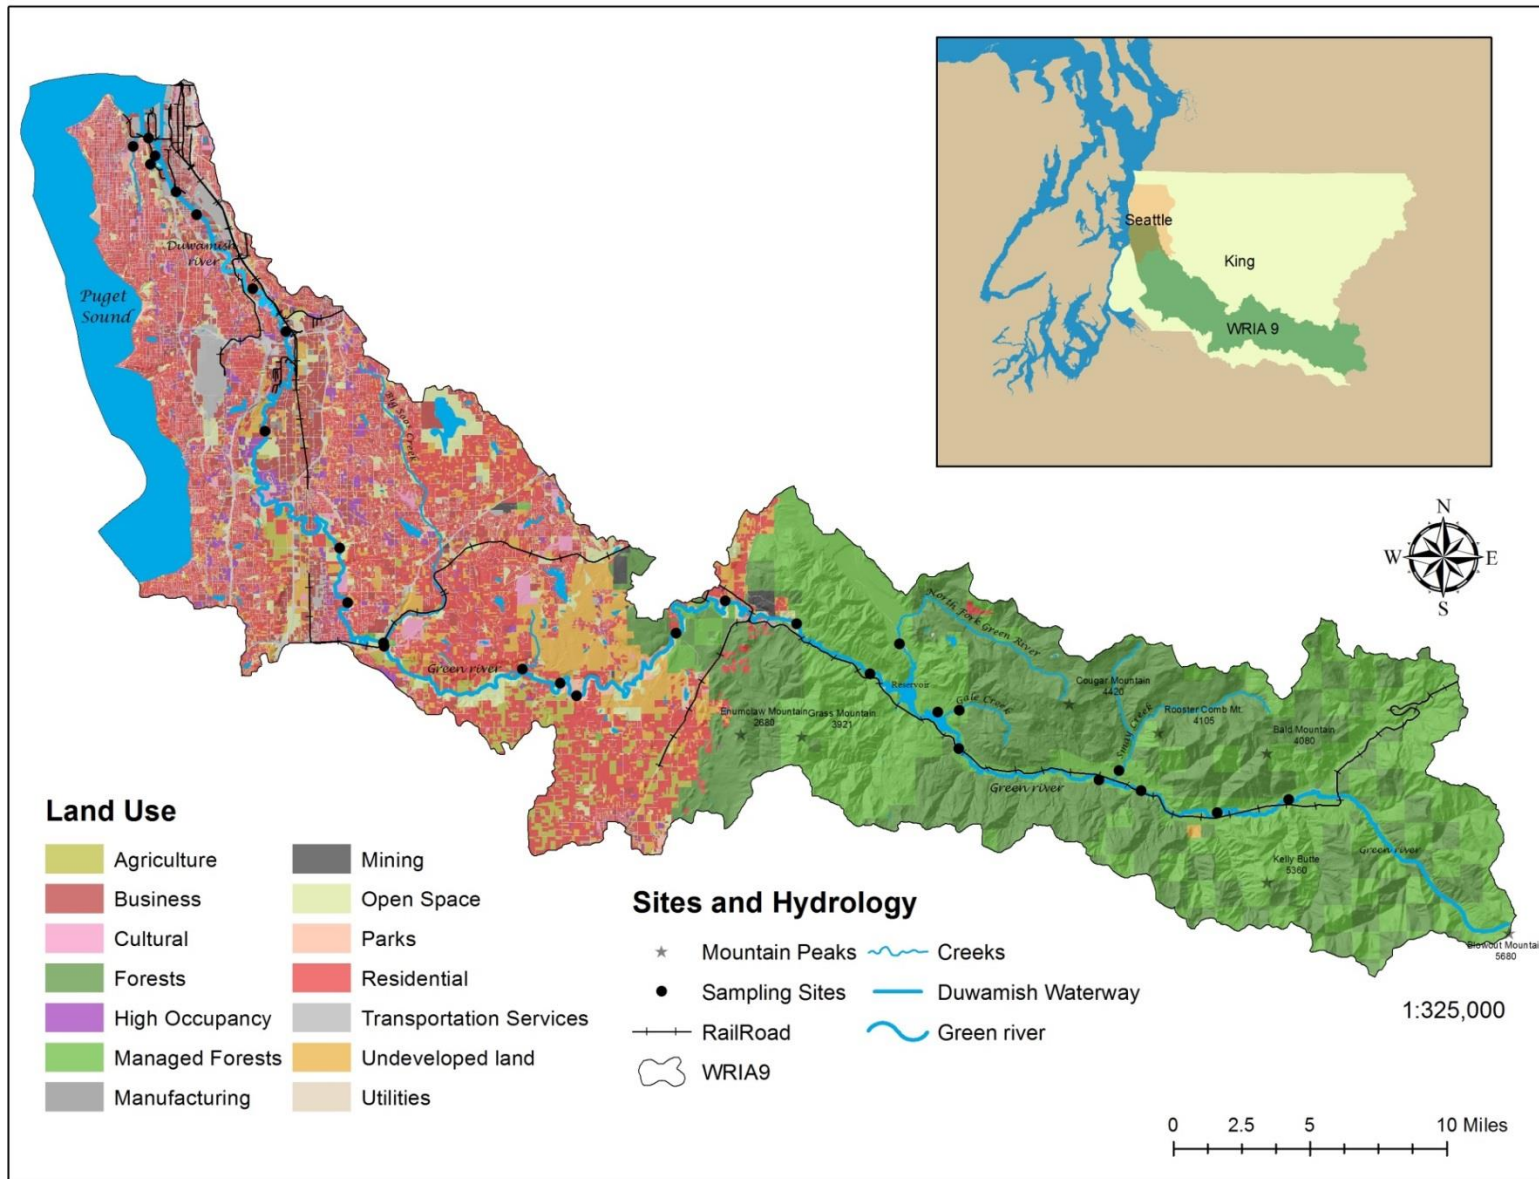 Puget
Sound
Duwamish
river
Big Soos Creek
Green river
Seattle
King
WRIA 9
N
W
E
S
North Fork Green River
Reservoir
Gale Creek
Cougar Mountain
4420
Rooster Comb Mt.
4105
Smay Creek
Bald Mountain
4080
Enumclaw Mountain
2680
Grass Mountain
3921
Green river
Kelly Butte
5360
Green river
Blowout Mountai
5680
1:325,000
Land Use
Agriculture
Business
Cultural
Forests
High Occupancy
Managed Forests
Manufacturing
Mining
Open Space
Parks
Residential
Transportation Services
Undeveloped land
Utilities
Sites and Hydrology
Mountain Peaks
Sampling Sites
RailRoad
WRIA9
Creeks
Duwamish Waterway
Green river
0 2.5 5 10 Miles